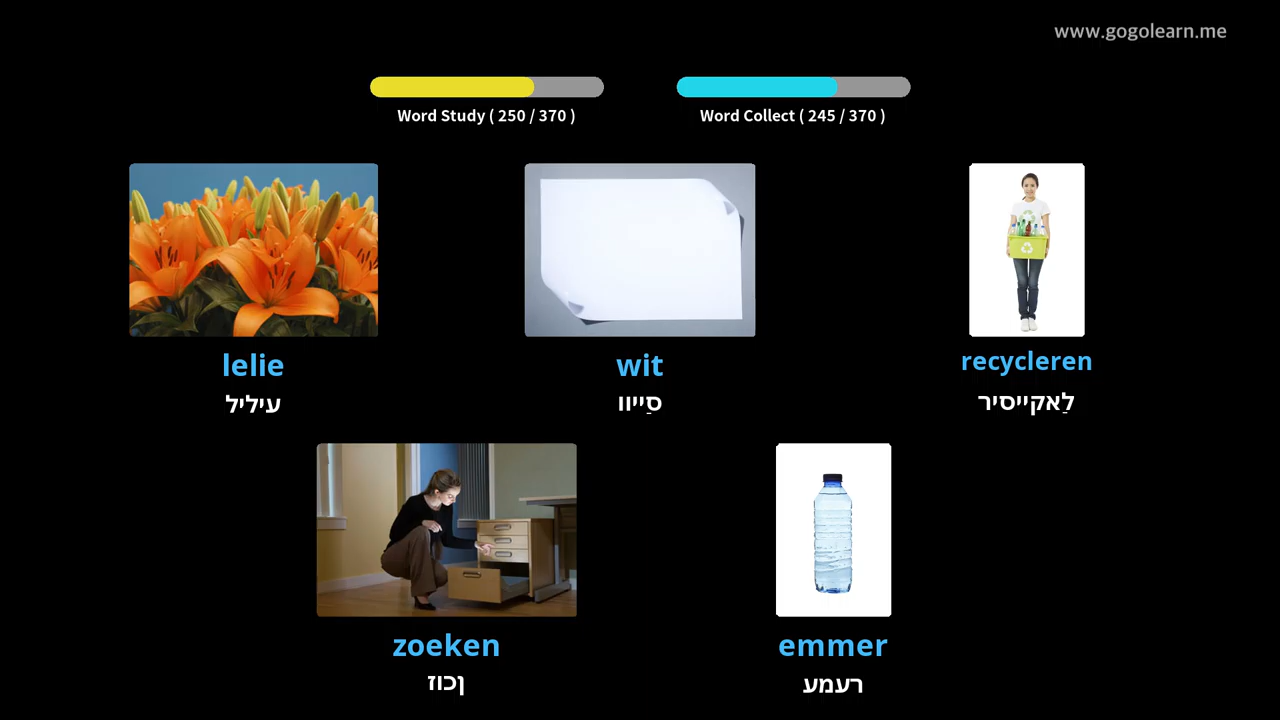 www.gogolearn.me
Word Study ( 250 / 370 )
Word Collect ( 245 / 370 )
lelie
עיליל
wit
סַייוו
recycleren
לַאקייסיר
zoeken
ןכוז
emmer
רעמע